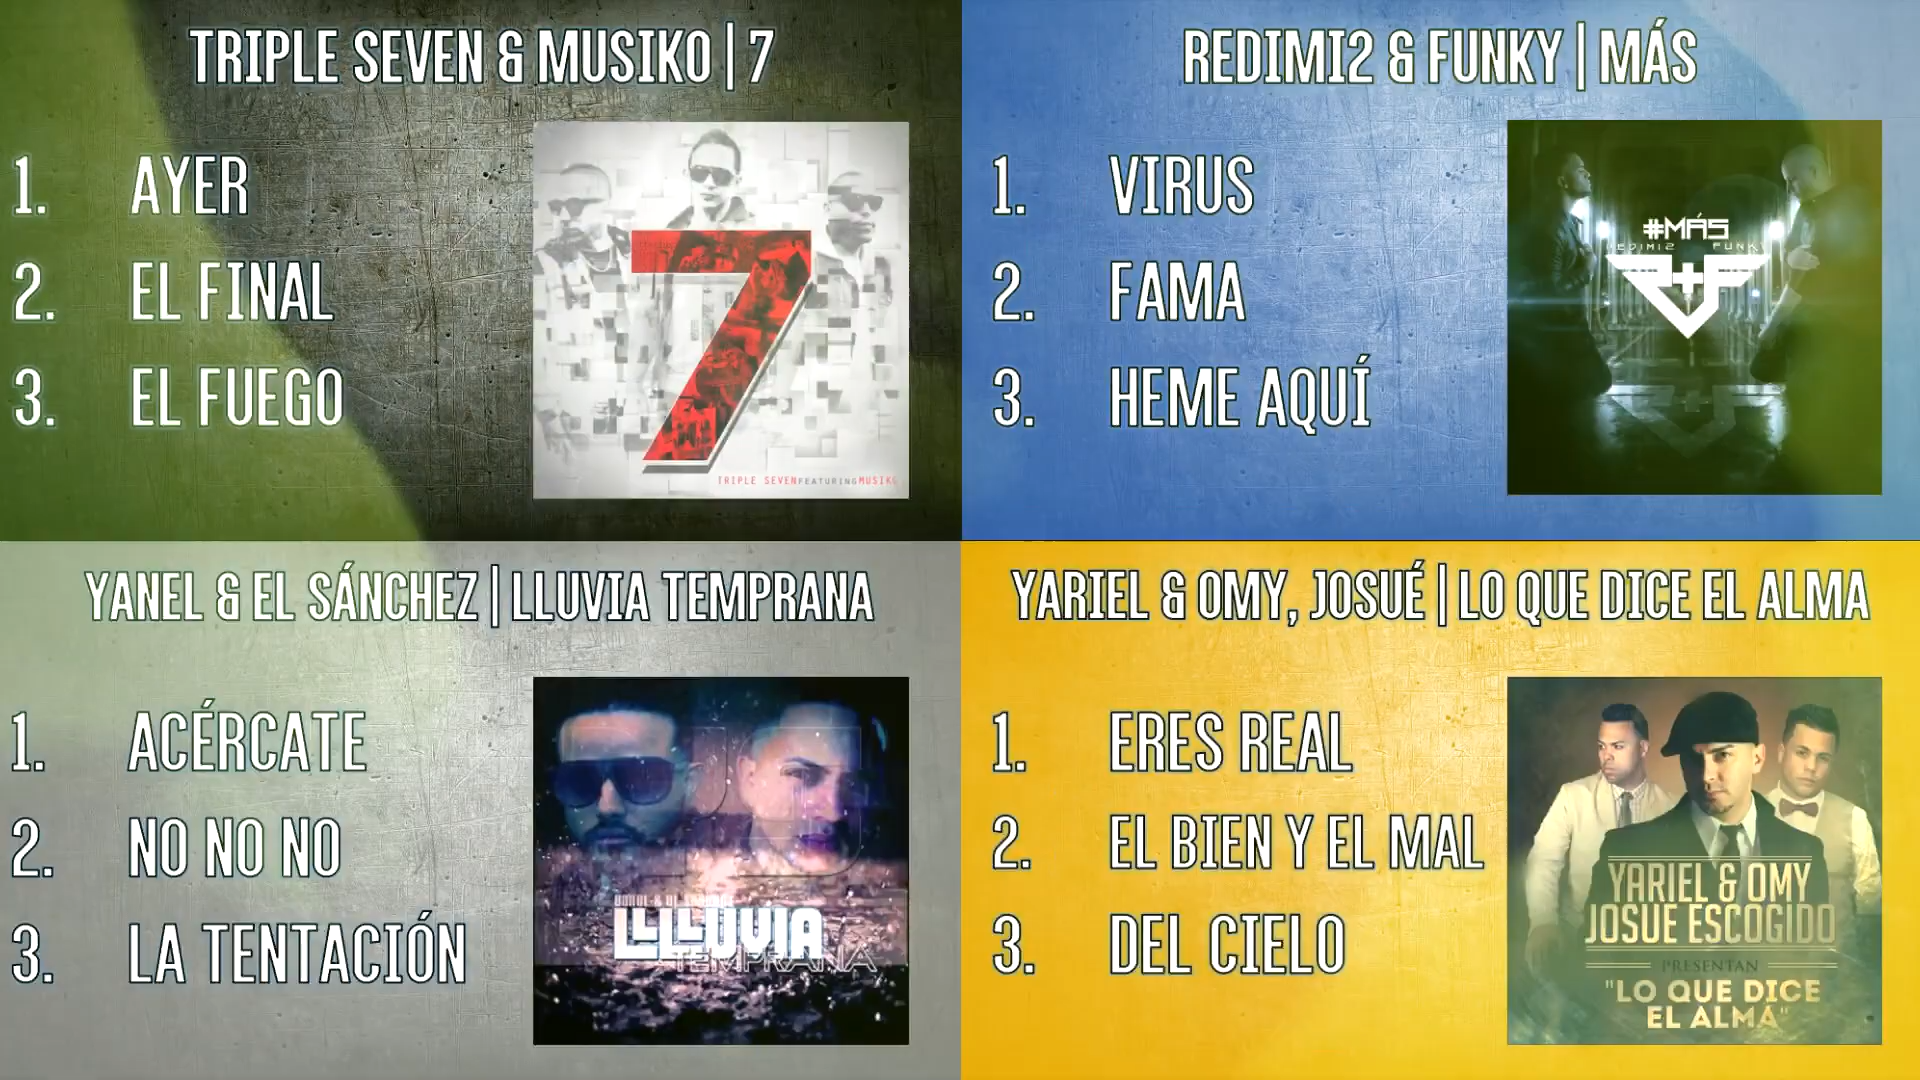 TRIPLE SEVEN & MUSIKO | 7
1. AYER
2. EL FINAL
3. EL FUEGO
7
TRIPLE SEVEN FEATURING MUSIKO
REDIMI2 & FUNKY | MÁS
1. VIRUS
2. FAMA
3. HEME AQUÍ
#MÁS
REDIMI2 FUNKY
R+F
YANEL & EL SÁNCHEZ | LLUVIA TEMPRANA
1. ACÉRCATE
2. NO NO NO
3. LA TENTACIÓN
LLUVIA
TEMPRANA
YARIEL & OMY, JOSUÉ | LO QUE DICE EL ALMA
1. ERES REAL
2. EL BIEN Y EL MAL
3. DEL CIELO
YARIEL & OMY
JOSUE ESCOGIDO
PRESENTAN
"LO QUE DICE
EL ALMA"